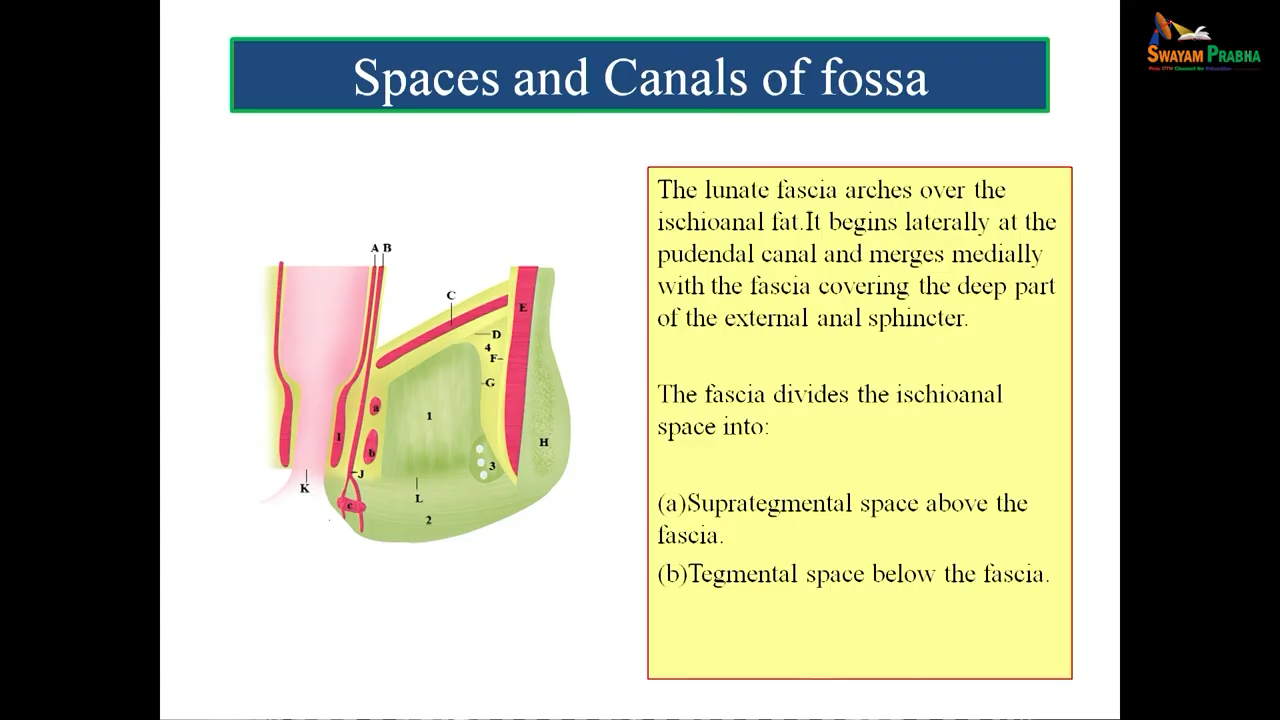 Spaces and Canals of fossa
SWAYAM PRABHA
The lunate fascia arches over the
ischioanal fat.It begins laterally at the
pudendal canal and merges medially
with the fascia covering the deep part
of the external anal sphincter.
The fascia divides the ischioanal
space into:
(a)Suprategmental space above the
fascia.
(b)Tegmental space below the fascia.
A B
C
E
D
4
F
G
a
1
I
b
H
3
J
K
L
c
2